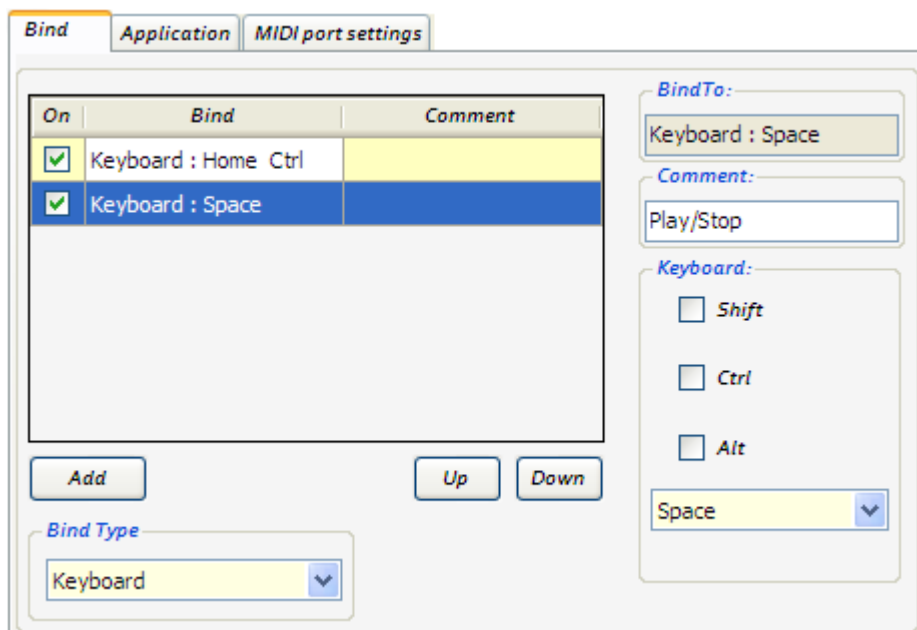 Bind Application MIDI port settings
On Bind Comment
Keyboard : Home Ctrl
Keyboard : Space
Add Up Down
Bind Type
Keyboard
BindTo:
Keyboard : Space
Comment:
Play/Stop
Keyboard:
Shift
Ctrl
Alt
Space